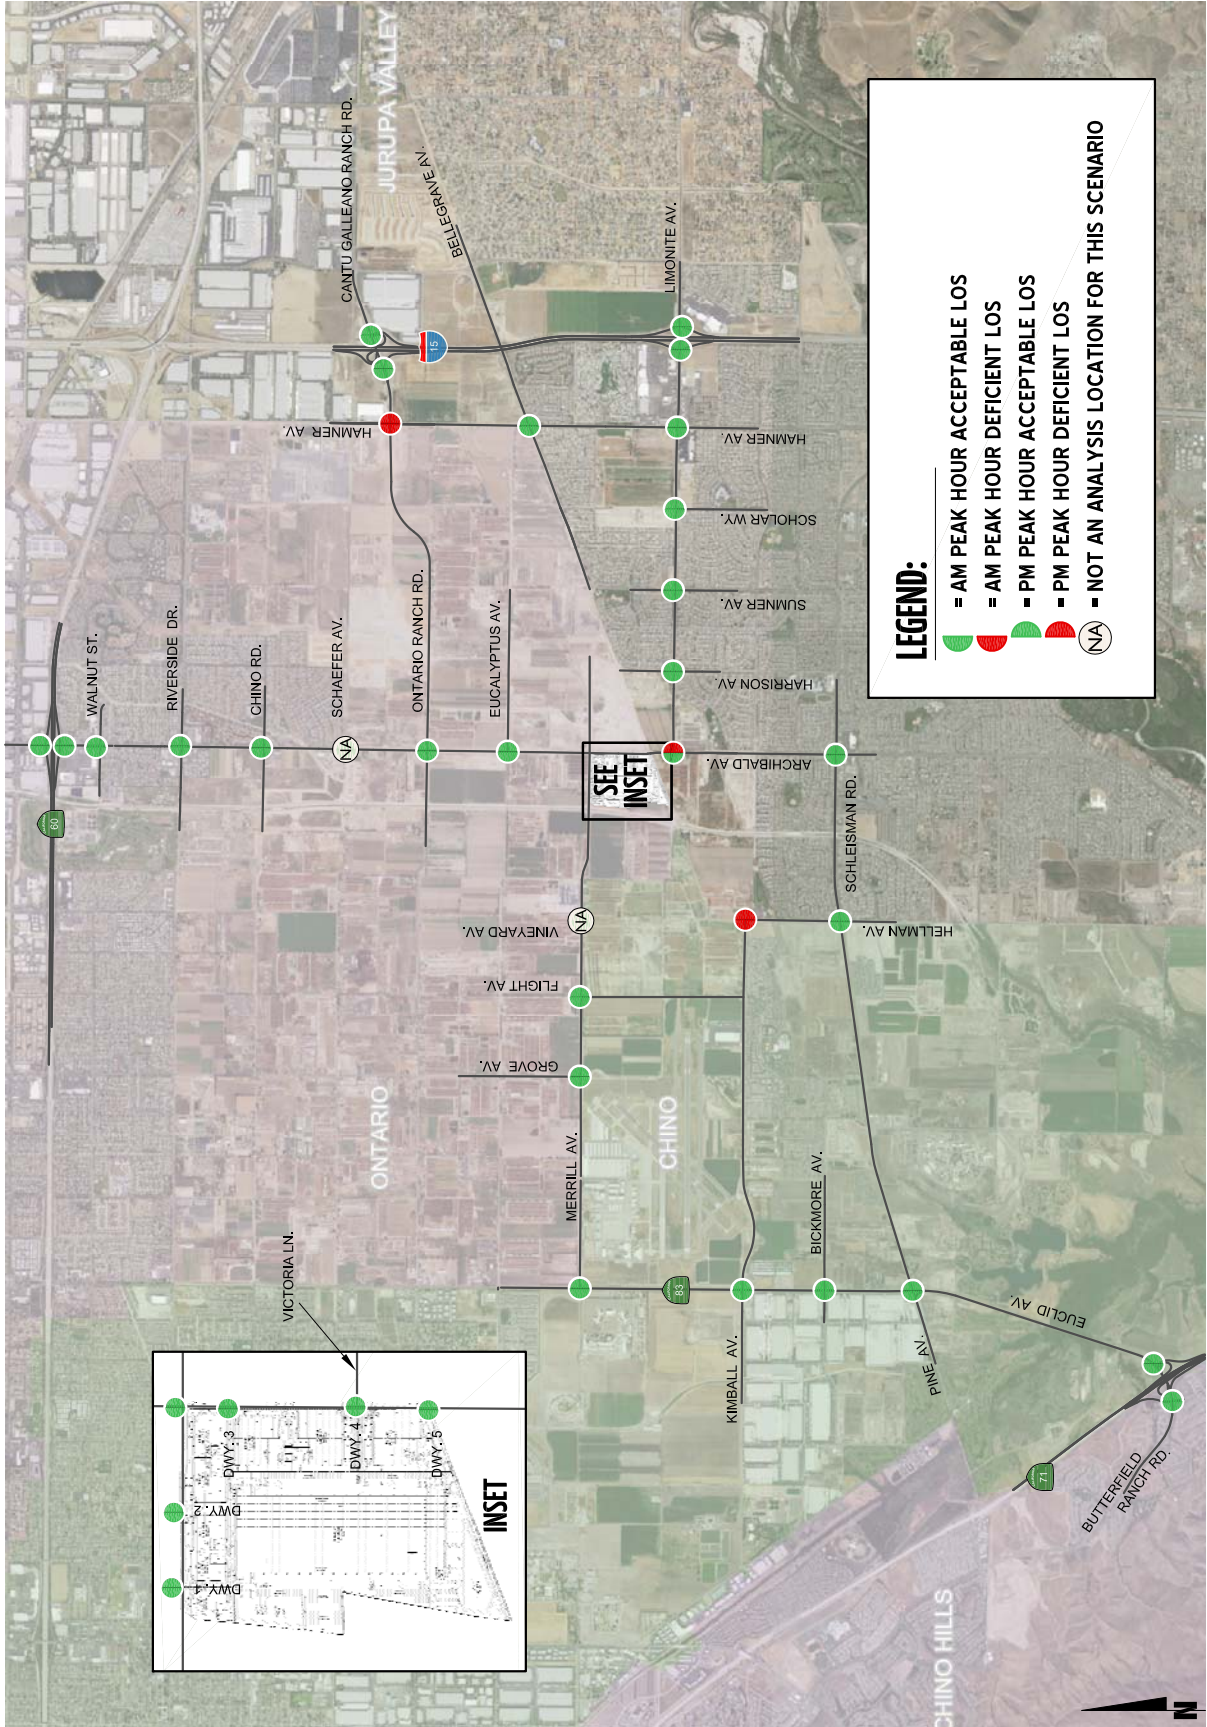 JURUPA VALLEY
CANTU GALLEANO RANCH RD.
BELLEGRAVE AV.
LIMONITE AV.
15
HAMNER AV.
HAMNER AV.
SCHOLAR WY.
SUMNER AV.
HARRISON AV.
WALNUT ST.
RIVERSIDE DR.
CHINO RD.
SCHAEFER AV.
NA
ONTARIO RANCH RD.
EUCALYPTUS AV.
ARCHIBALD AV.
SEE
INSET
60
SCHLEISMAN RD.
HELLMAN AV.
VINEYARD AV.
NA
FLIGHT AV.
GROVE AV.
MERRILL AV.
ONTARIO
CHINO
BICKMORE AV.
83
KIMBALL AV.
PINE AV.
EUCLID AV.
71
BUTTERFIELD
RANCH RD.
CHINO HILLS
VICTORIA LN.
DWY. 1
DWY. 2
DWY. 3
DWY. 4
DWY. 5
INSET
LEGEND:
= AM PEAK HOUR ACCEPTABLE LOS
= AM PEAK HOUR DEFICIENT LOS
= PM PEAK HOUR ACCEPTABLE LOS
= PM PEAK HOUR DEFICIENT LOS
NA = NOT AN ANALYSIS LOCATION FOR THIS SCENARIO
N